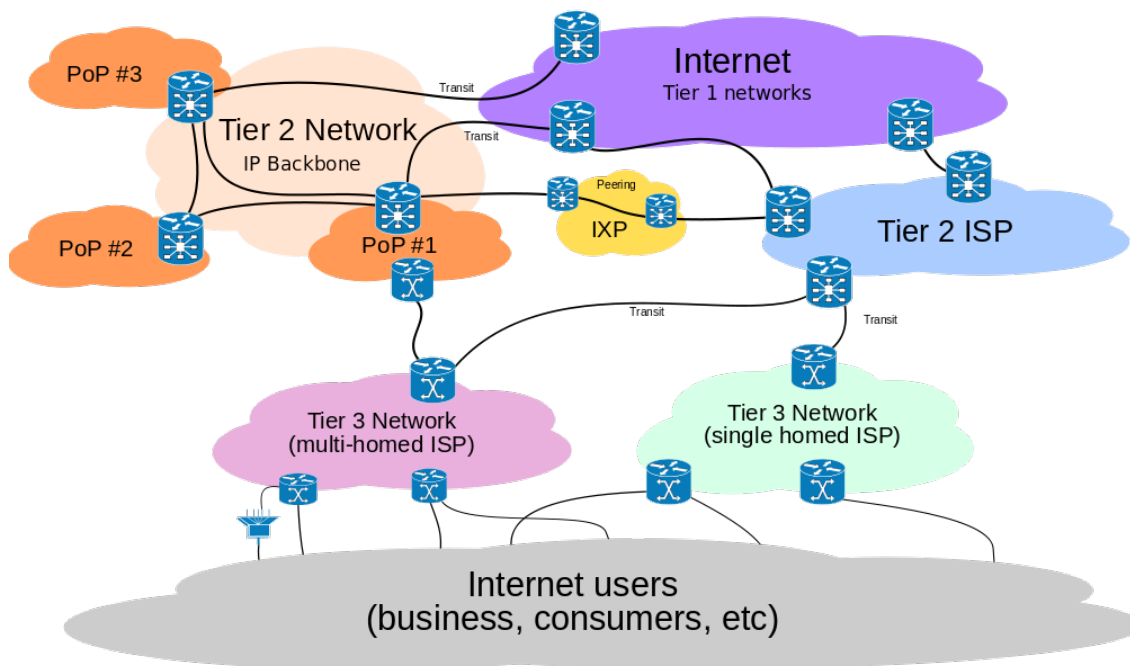 PoP #3
Transit
Internet
Tier 1 networks
Tier 2 Network
IP Backbone
Transit
Peering
IXP
PoP #2
PoP #1
Tier 2 ISP
Transit
Transit
Tier 3 Network
(multi-homed ISP)
Tier 3 Network
(single homed ISP)
Internet users
(business, consumers, etc)